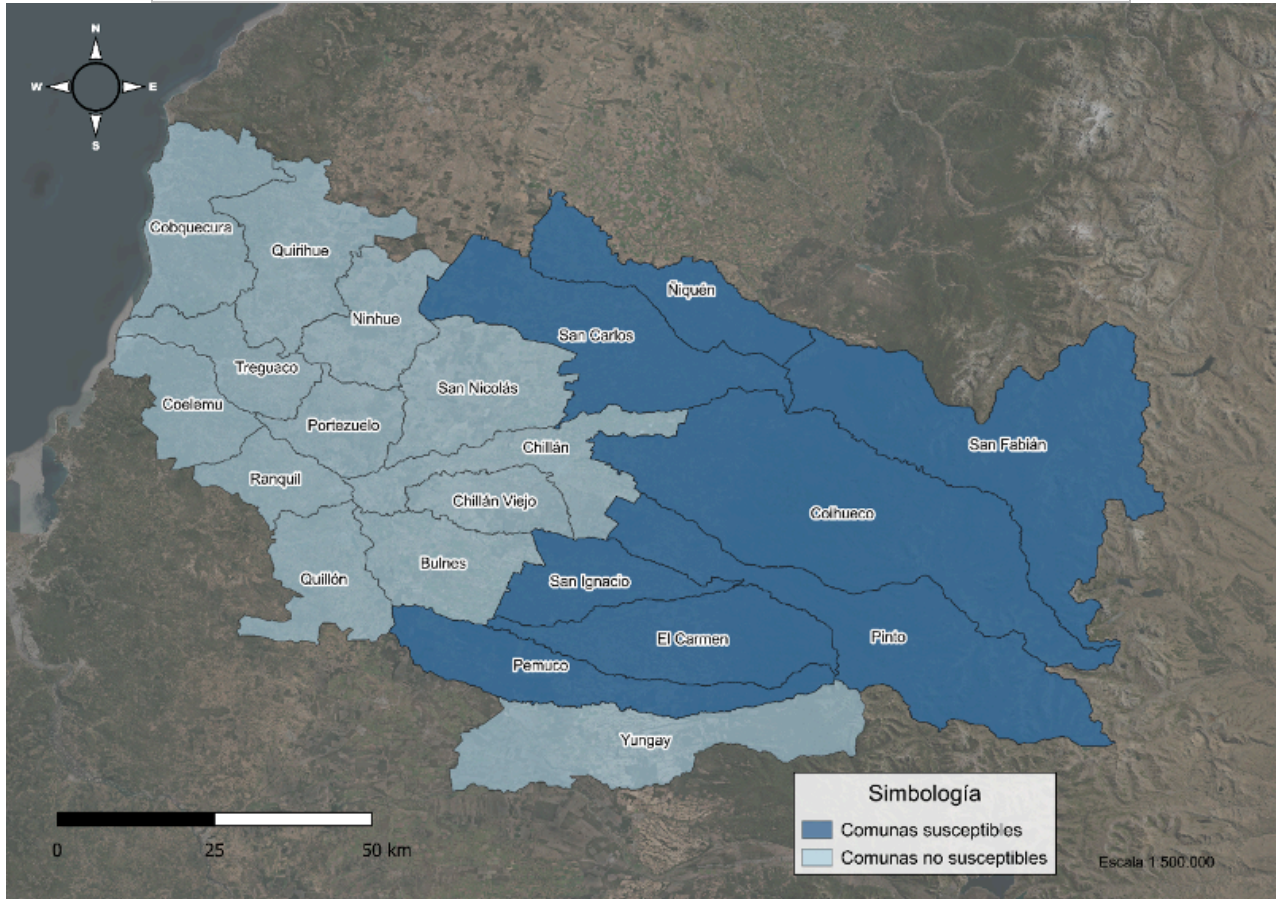 N
W E
S
Cobquecura
Quirihue
Ñiquén
Ninhue
San Carlos
Treguaco
San Nicolás
Coelemu
Portezuelo
San Fabián
Chillán
Ranquil
Chillán Viejo
Coihueco
Bulnes
Quillón
San Ignacio
El Carmen
Pinto
Pemuco
Yungay
Simbología
Comunas susceptibles
Comunas no susceptibles
0 25 50 km
Escala 1:500.000